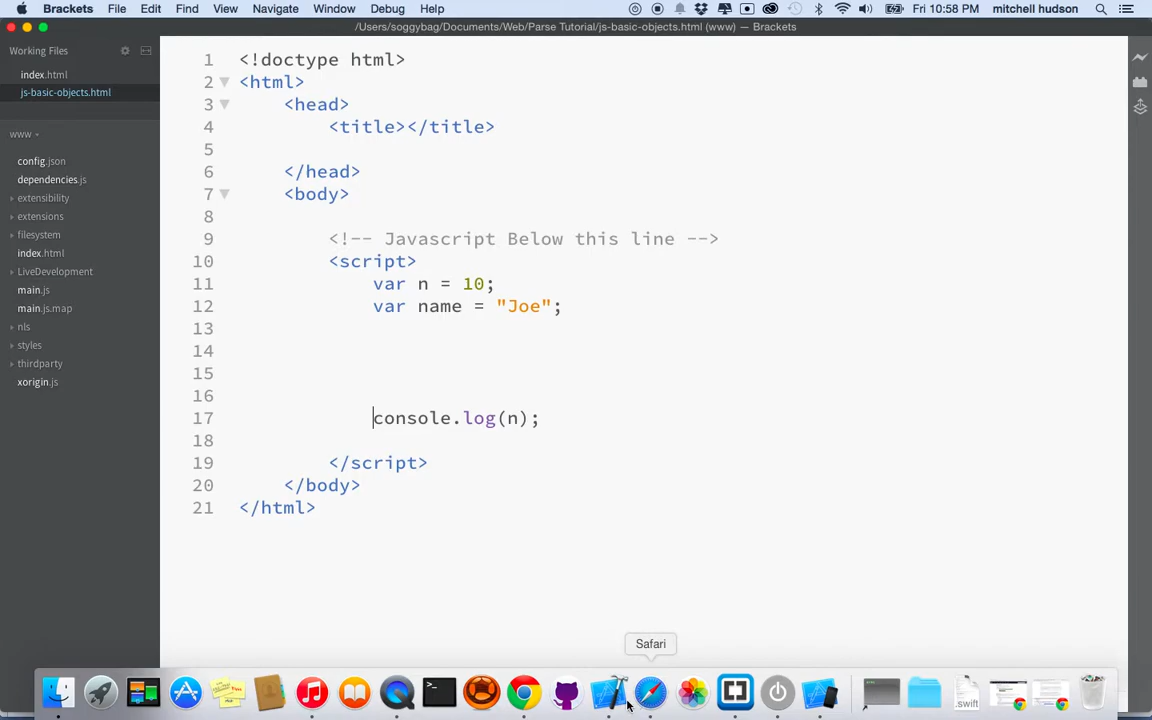 Brackets File Edit Find View Navigate Window Debug Help Fri 10:58 PM mitchell hudson
/Users/soggybag/Documents/Web/Parse Tutorial/js-basic-objects.html (www) — Brackets
Working Files
index.html
js-basic-objects.html
www
config.json
dependencies.js
extensibility
extensions
filesystem
index.html
LiveDevelopment
main.js
main.js.map
nls
styles
thirdparty
xorigin.js
1 <!doctype html>
2 <html>
3 <head>
4 <title></title>
5
6 </head>
7 <body>
8
9 <!-- Javascript Below this line -->
10 <script>
11 var n = 10;
12 var name = "Joe";
13
14
15
16
17 console.log(n);
18
19 </script>
20 </body>
21 </html>
Safari
.swift